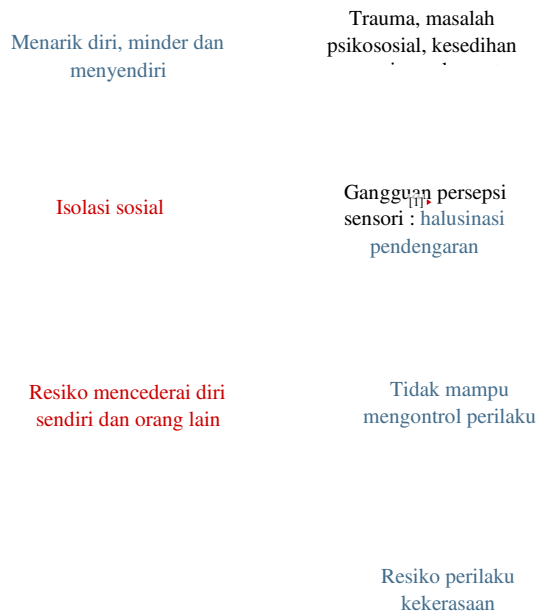 Menarik diri, minder dan
menyendiri
Trauma, masalah
psikososial, kesedihan
Isolasi sosial
Gangguan persepsi
[1]
sensori : halusinasi
pendengaran
Resiko mencederai diri
sendiri dan orang lain
Tidak mampu
mengontrol perilaku
Resiko perilaku
kekerasaan